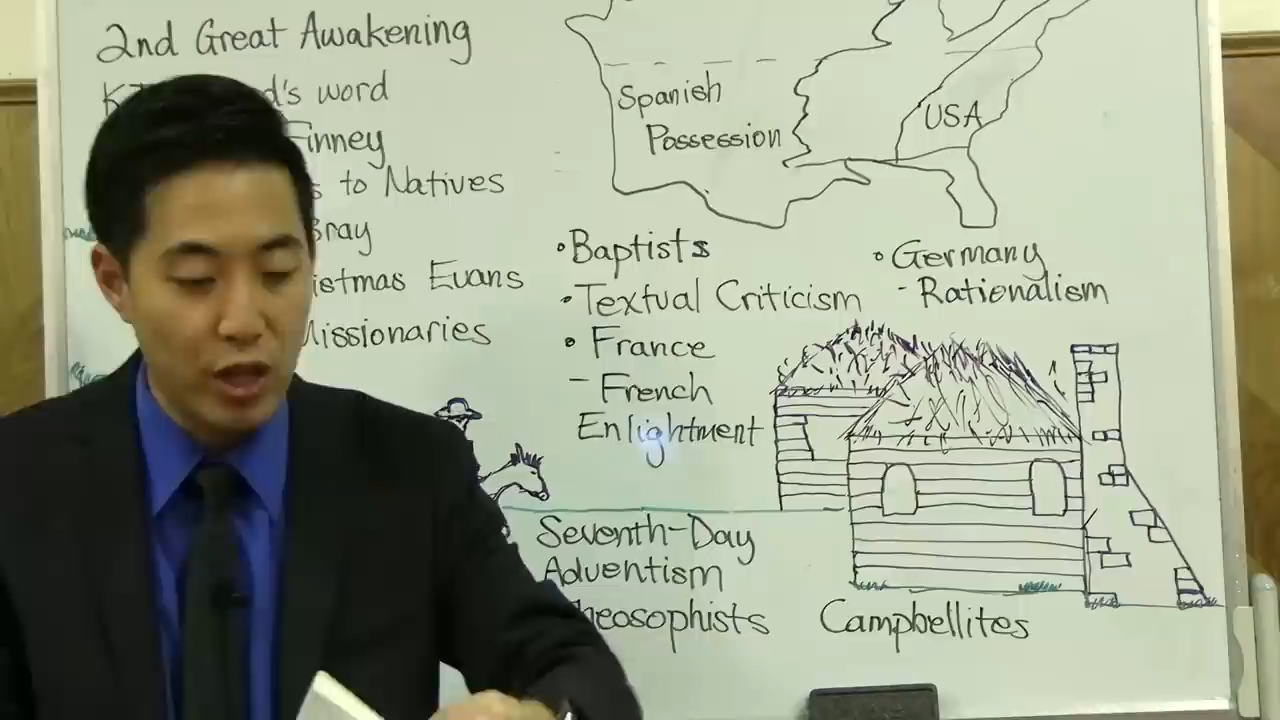 2nd Great Awakening
d's word
Finney
to Natives
Bray
istmas Evans
Missionaries
Spanish
Possession
USA
•Baptists
•Textual Criticism
• France
- French
Enlightment
• Germany
- Rationalism
Seventh-Day
Adventism
heosophists
Campbellites